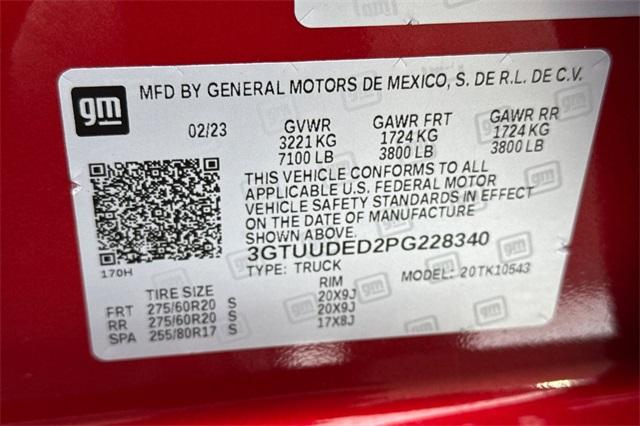 gm
MFD BY GENERAL MOTORS DE MEXICO, S. DE R.L. DE C.V.
02/23 GVWR GAWR FRT GAWR RR
3221 KG 1724 KG 1724 KG
7100 LB 3800 LB 3800 LB
THIS VEHICLE CONFORMS TO ALL
APPLICABLE U.S. FEDERAL MOTOR
VEHICLE SAFETY STANDARDS IN EFFECT
ON THE DATE OF MANUFACTURE
SHOWN ABOVE.
3GTUUDED2PG228340
170H
TYPE: TRUCK MODEL: 20TK10543
TIRE SIZE RIM
FRT 275/60R20 S 20X9J
RR 275/60R20 S 20X9J
SPA 255/80R17 S 17X8J